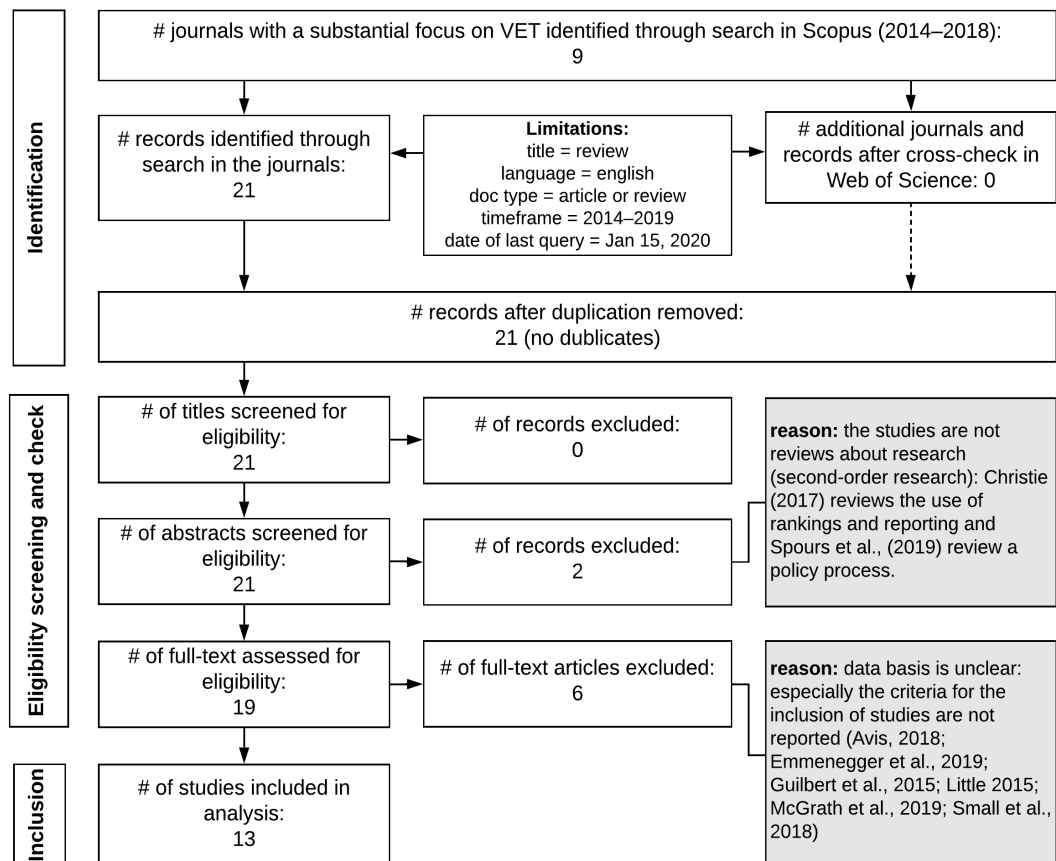 Identification
# journals with a substantial focus on VET identified through search in Scopus (2014–2018):
9
# records identified through
search in the journals:
21
Limitations:
title = review
language = english
doc type = article or review
timeframe = 2014–2019
date of last query = Jan 15, 2020
# additional journals and
records after cross-check in
Web of Science: 0
# records after duplication removed:
21 (no dublicates)
Eligibility screening and check
# of titles screened for
eligibility:
21
# of records excluded:
0
# of abstracts screened for
eligibility:
21
# of records excluded:
2
reason: the studies are not
reviews about research
(second-order research): Christie
(2017) reviews the use of
rankings and reporting and
Spours et al., (2019) review a
policy process.
# of full-text assessed for
eligibility:
19
# of full-text articles excluded:
6
reason: data basis is unclear:
especially the criteria for the
inclusion of studies are not
reported (Avis, 2018;
Emmenegger et al., 2019;
Guilbert et al., 2015; Little 2015;
McGrath et al., 2019; Small et al.,
2018)
Inclusion
# of studies included in
analysis:
13